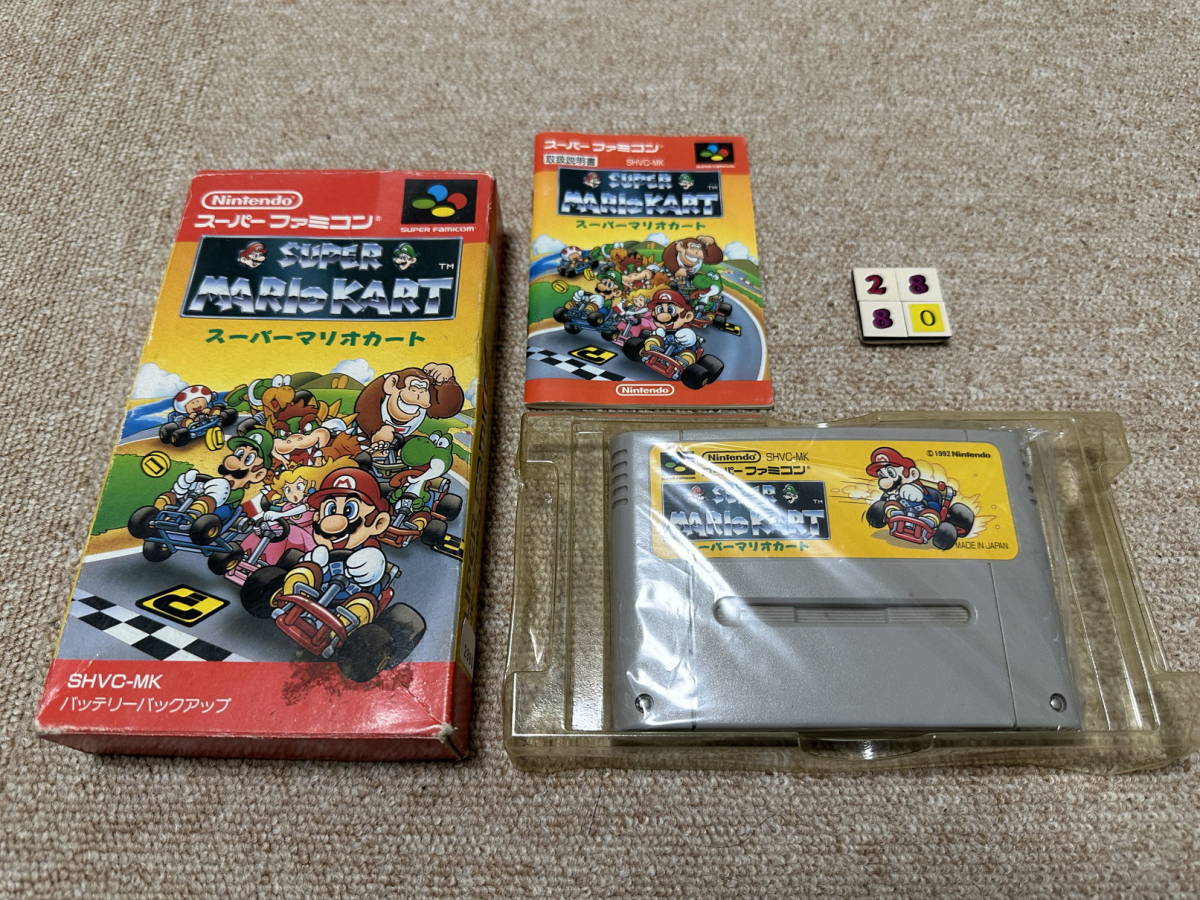 Nintendo
スーパーファミコン®
SUPER FAMICOM
SUPER
MARIO KART
TM
スーパーマリオカート
SHVC-MK
バッテリーバックアップ
スーパーファミコン
取扱説明書
SHVC-MK
SUPER
MARIO KART
TM
スーパーマリオカート
Nintendo
2 8
8 0
Nintendo SHVC-MK
スーパーファミコン®
SUPER
MARIO KART
スーパーマリオカート
©1992 Nintendo
MADE IN JAPAN